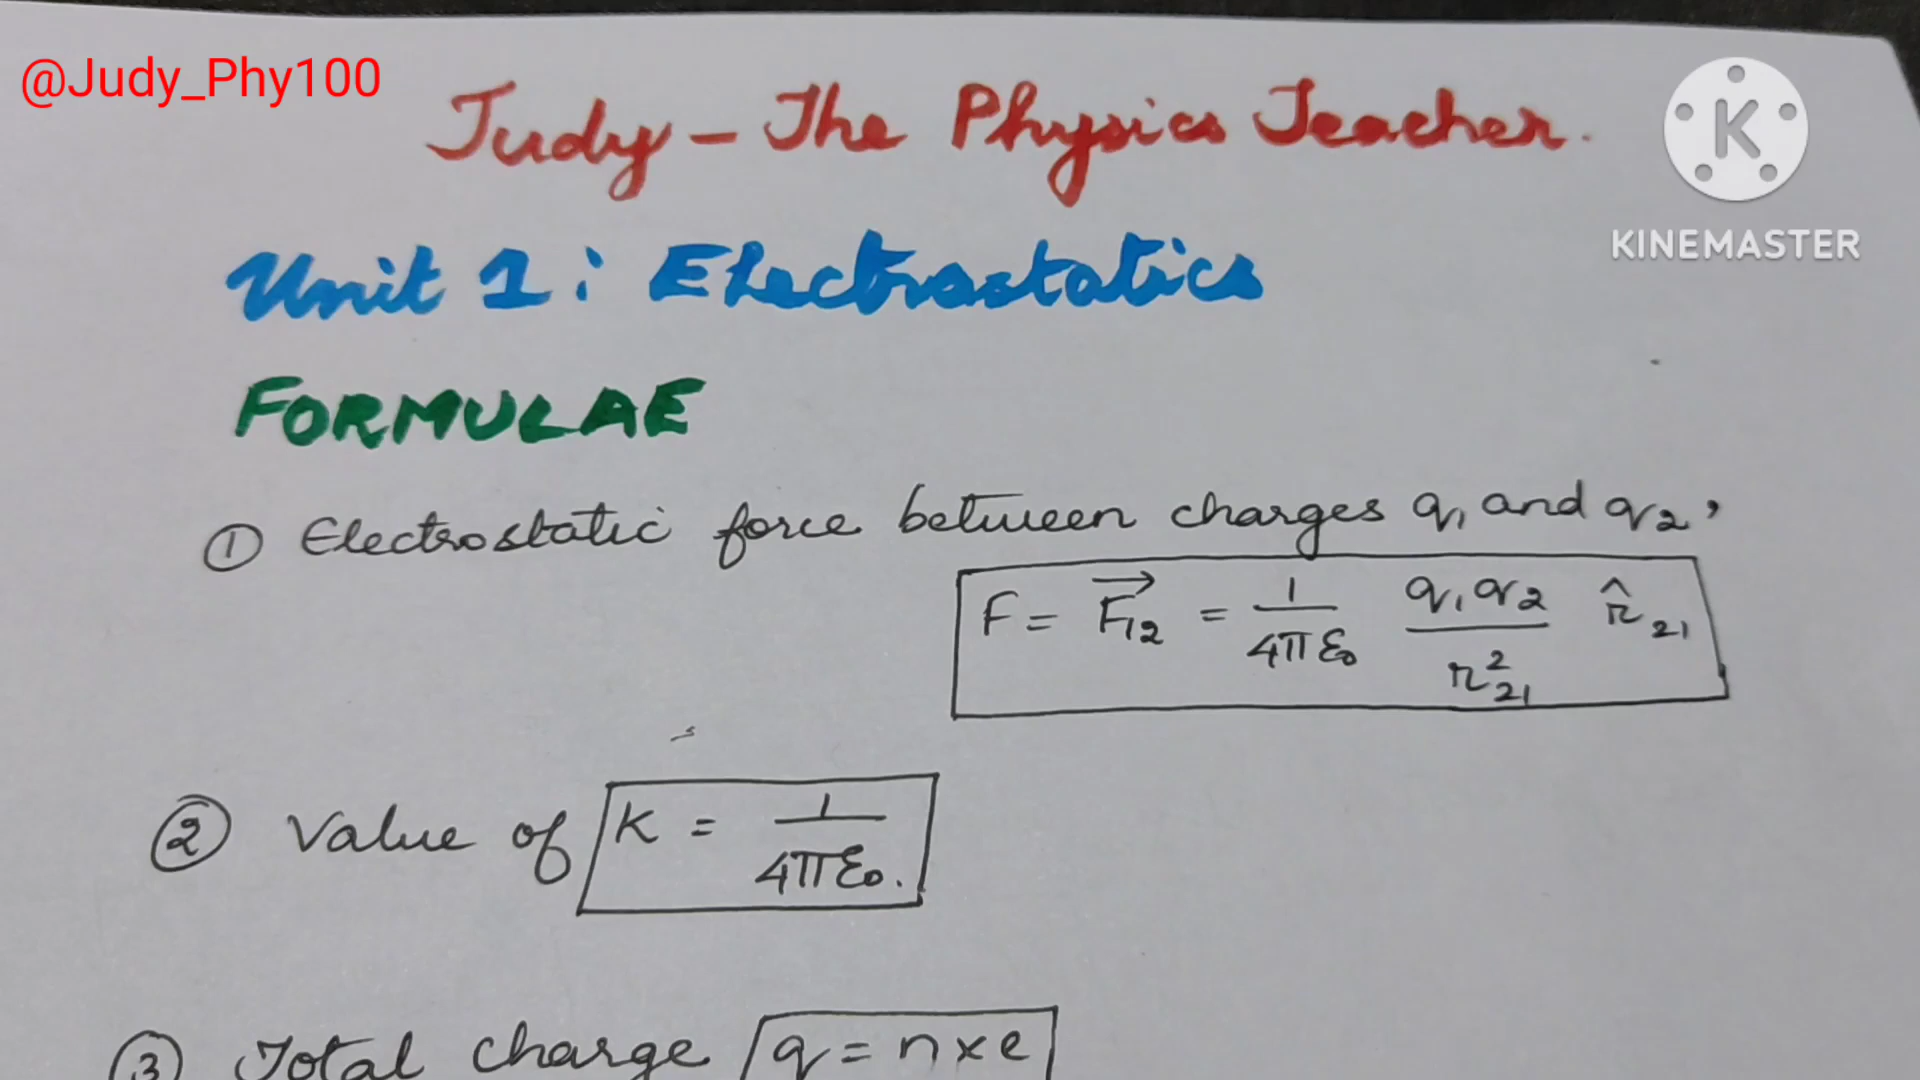 @Judy_Phy100
Judy - The Physics Teacher.
K
KINEMASTER
Unit 1: Electrostatics
FORMULAE
① Electrostatic force between charges q₁ and q₂,
F = F⃗₁₂ = 1/4πε₀ q₁q₂/r²₂₁ r̂₂₁
② Value of K = 1/4πε₀.
③ Total charge q = n×e